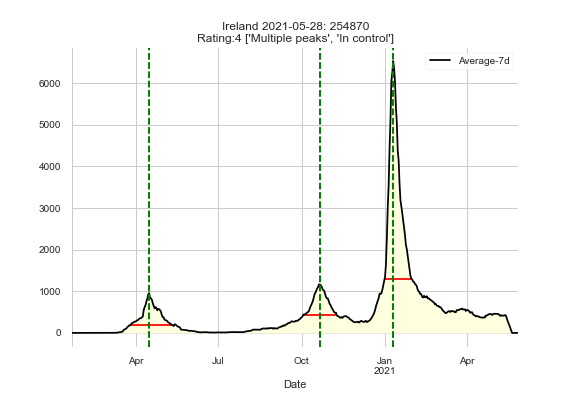 Ireland 2021-05-28: 254870
Rating:4 ['Multiple peaks', 'In control']
Average-7d
6000
5000
4000
3000
2000
1000
0
Apr
Jul
Oct
Jan
2021
Apr
Date